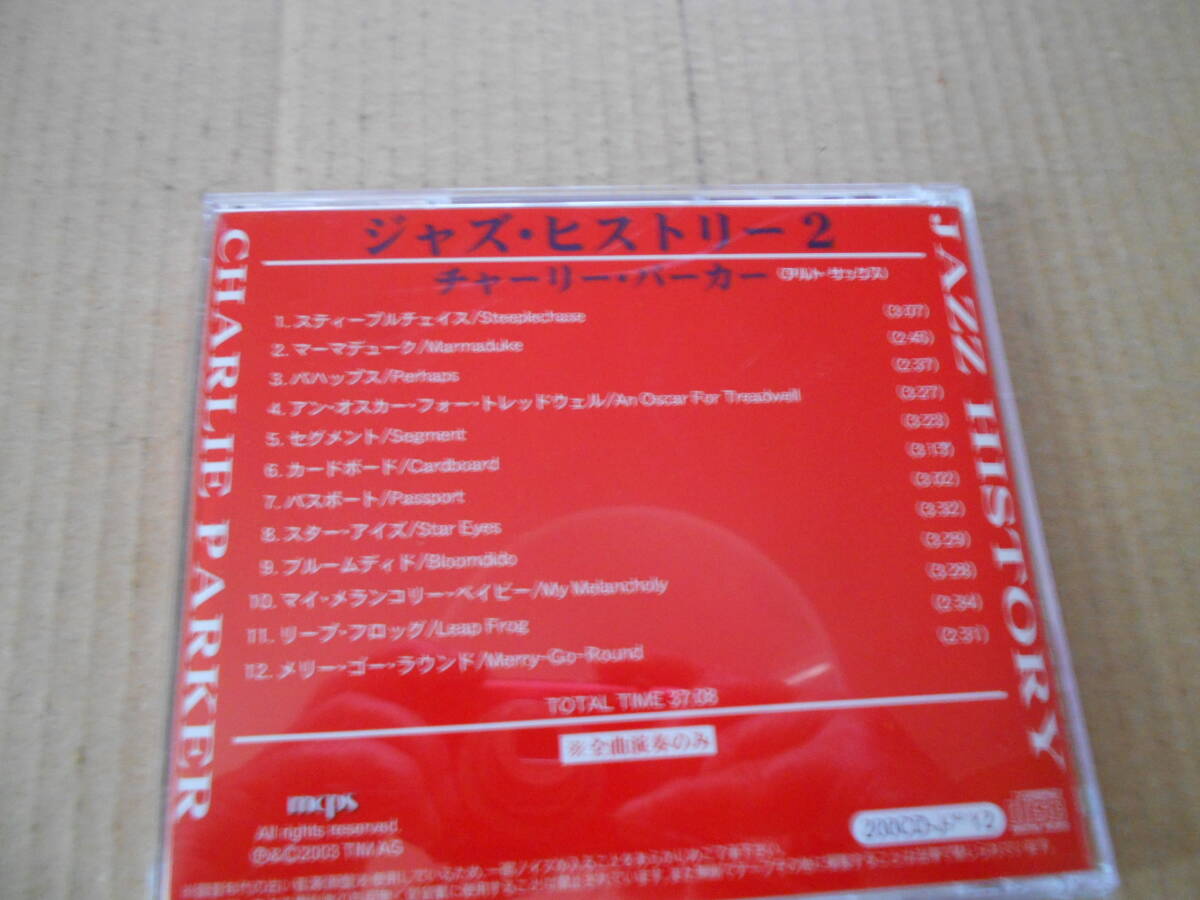 ジャズ・ヒストリー 2
チャーリー・パーカー (アルト・サックス)
1. スティープルチェイス/Steeplechase (3:07)
2. マーマデューク/Marmaduke (2:45)
3. パハップス/Perhaps (2:37)
4. アン・オスカー・フォー・トレッドウェル/An Oscar For Treadwell (3:27)
5. セグメント/Segment (3:23)
6. カードボード/Cardboard (3:13)
7. パスポート/Passport (3:02)
8. スター・アイズ/Star Eyes (3:32)
9. ブルームディド/Bloomdido (3:29)
10. マイ・メランコリー・ベイビー/My Melancholy (3:28)
11. リープ・フロッグ/Leap Frog (2:34)
12. メリー・ゴー・ラウンド/Merry-Go-Round (2:31)
TOTAL TIME 37:08
※全曲演奏のみ
CHARLIE PARKER
JAZZ HISTORY
mcps
All rights reserved.
℗&©2003 TIM AG